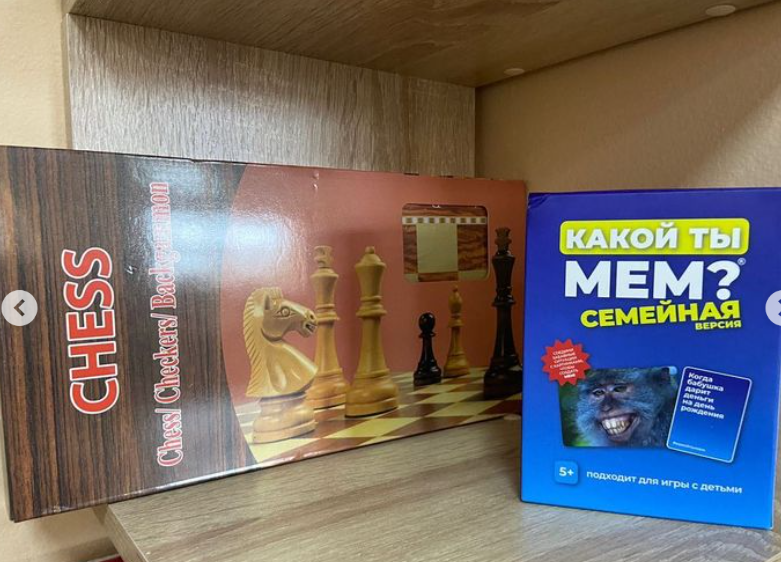 CHESS
Chess/ Checkers/ Backgammon
КАКОЙ ТЫ
МЕМ?
СЕМЕЙНАЯ
ВЕРСИЯ
Когда
бабушка
дарит
деньги
на день
рождения
5+
подходит для игры с детьми